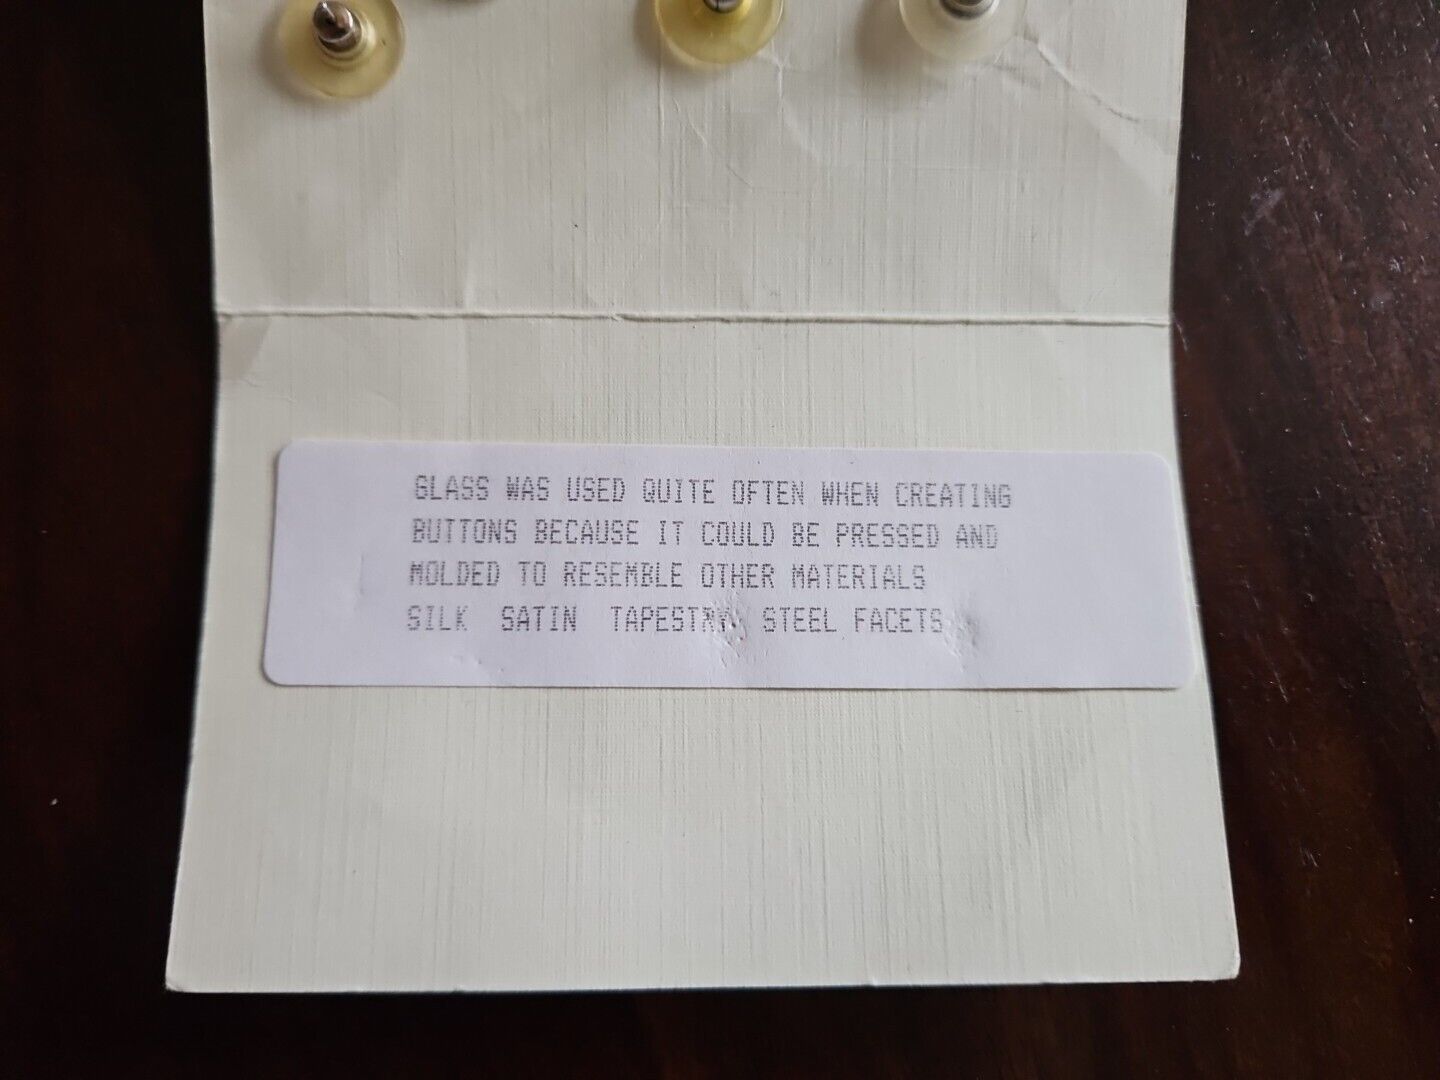 GLASS WAS USED QUITE OFTEN WHEN CREATING
BUTTONS BECAUSE IT COULD BE PRESSED AND
MOLDED TO RESEMBLE OTHER MATERIALS
SILK SATIN TAPESTRY STEEL FACETS